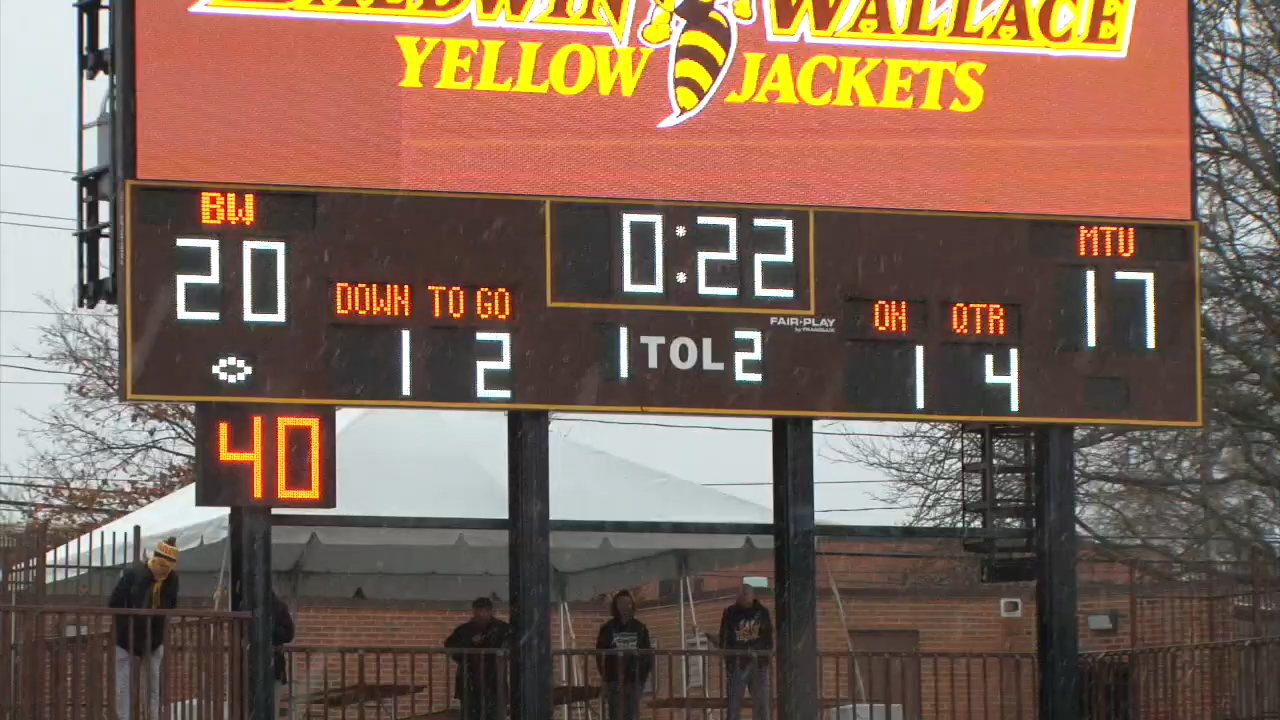 BALDWIN WALLACE
YELLOW JACKETS
BW 0:22 MTU
20 17
DOWN TO GO ON QTR
1 2 1 TOL 2 1 4
FAIR-PLAY
40